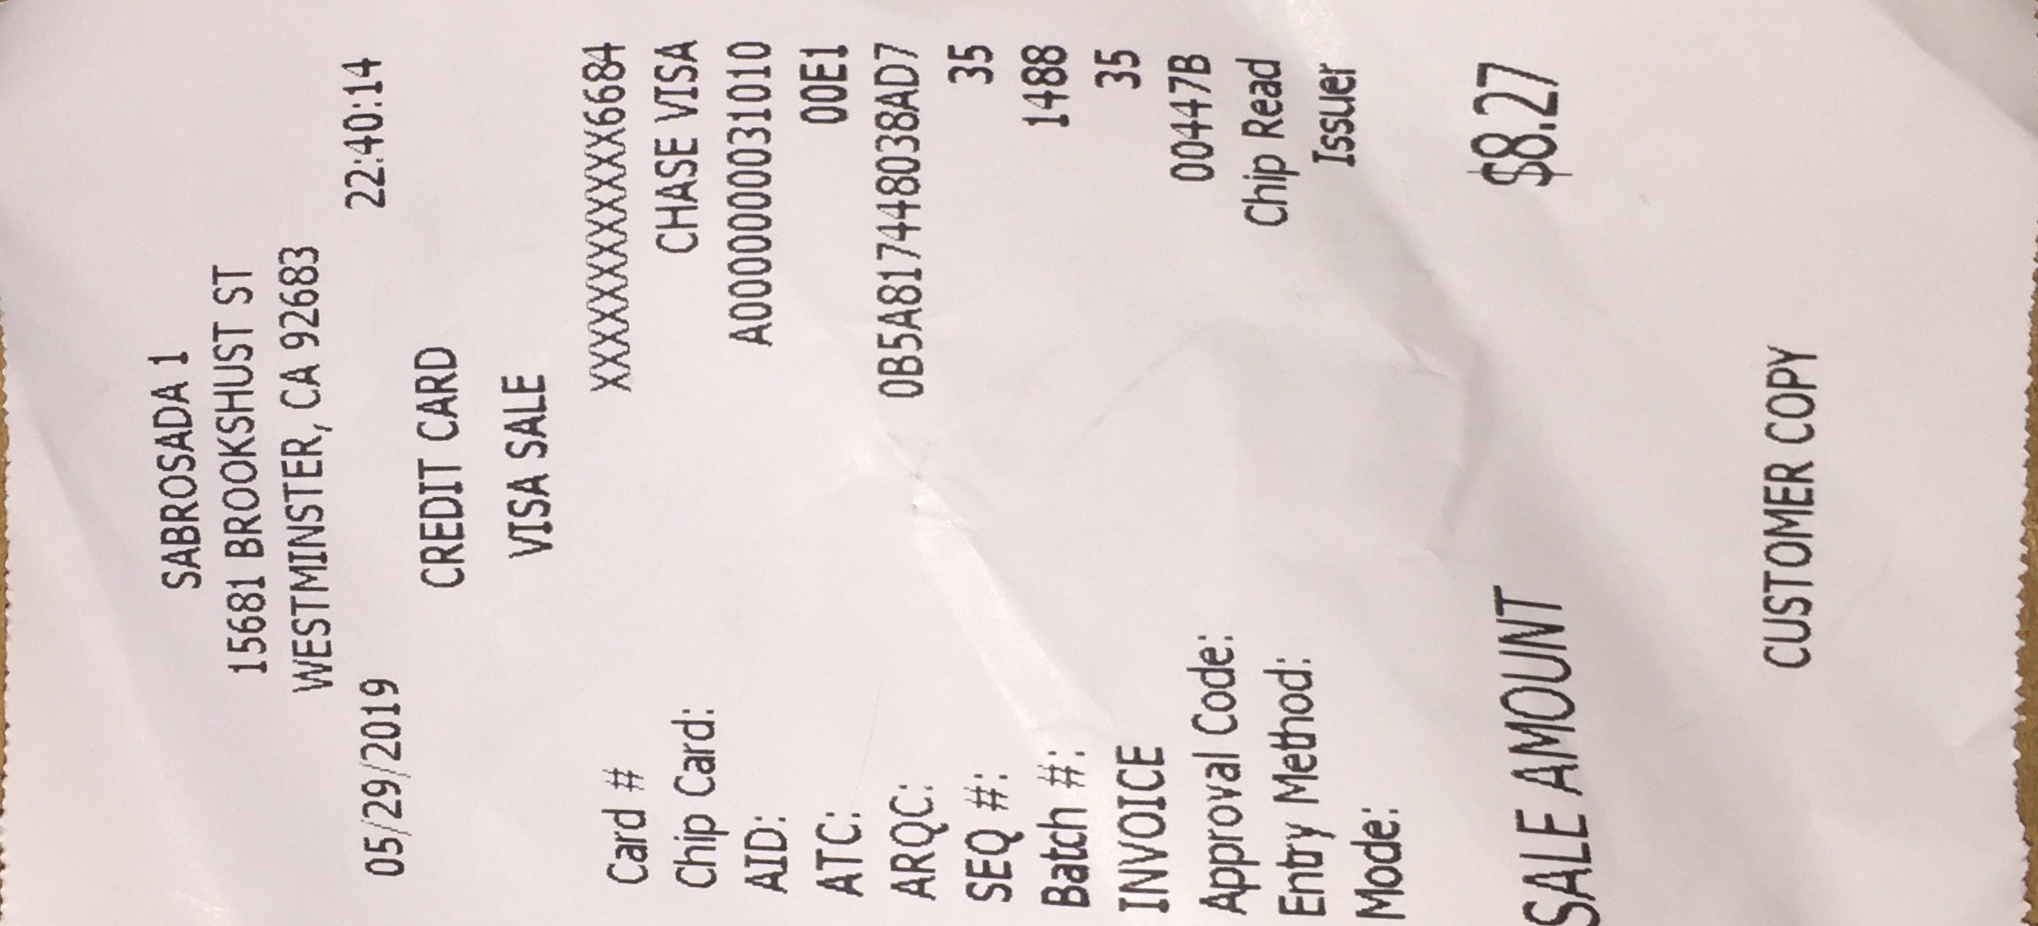 SABROSADA 1
15681 BROOKSHUST ST
WESTMINSTER, CA 92683
05/29/2019 22:40:14
CREDIT CARD
VISA SALE
Card # XXXXXXXXXXXX6684
Chip Card: CHASE VISA
AID: A0000000031010
ATC: 00E1
ARQC: 0B5A817448038AD7
SEQ #: 35
Batch #: 1488
INVOICE 35
Approval Code: 00447B
Entry Method: Chip Read
Mode: Issuer
SALE AMOUNT $8.27
CUSTOMER COPY